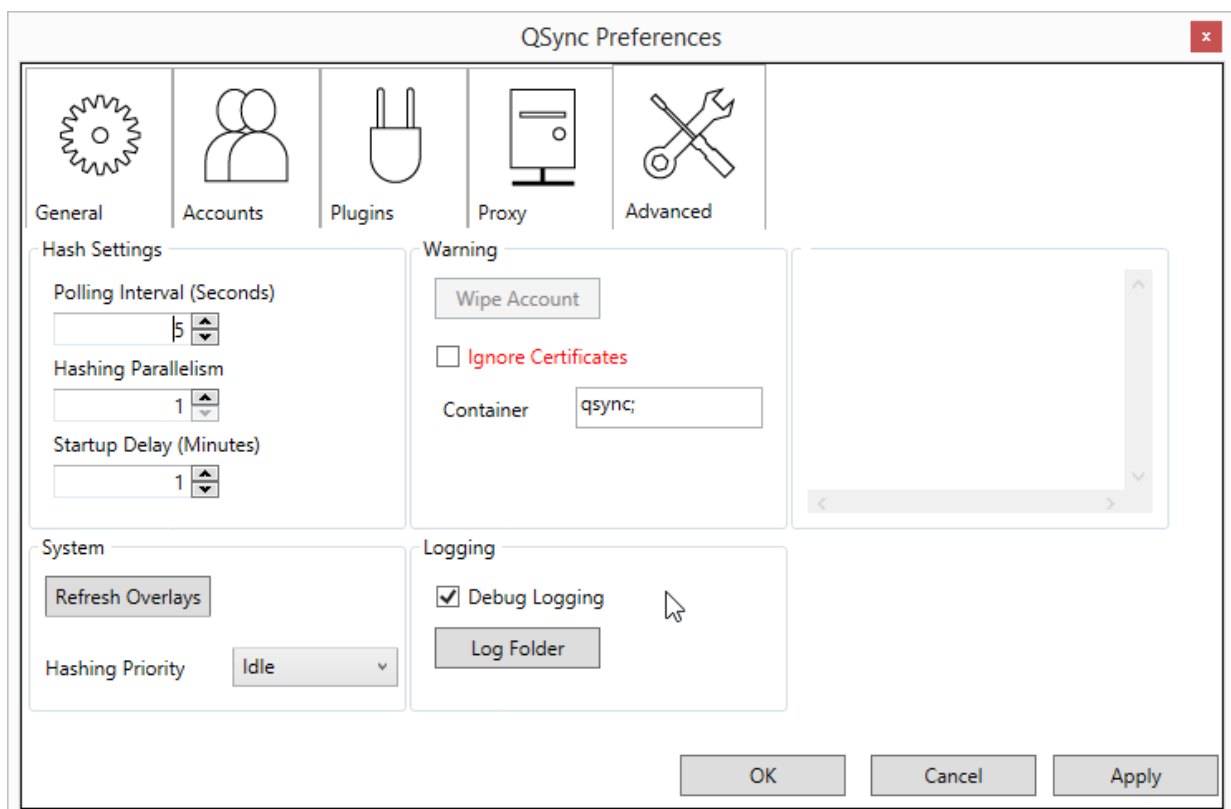 QSync Preferences
x
General
Accounts
Plugins
Proxy
Advanced
Hash Settings
Polling Interval (Seconds)
5
Hashing Parallelism
1
Startup Delay (Minutes)
1
Warning
Wipe Account
Ignore Certificates
Container
qsync;
System
Refresh Overlays
Hashing Priority
Idle
Logging
Debug Logging
Log Folder
OK
Cancel
Apply